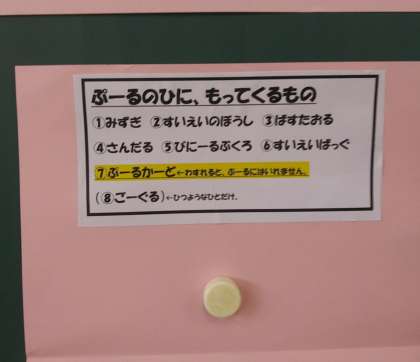 ぷーるのひに、もってくるもの
①みずぎ ②すいえいのぼうし ③ばすたおる
④さんだる ⑤びにーるぶくろ ⑥すいえいばっぐ
⑦ぷーるかーど←わすれると、ぷーるにはいれません。
(⑧ごーぐる)←ひつようなひとだけ。